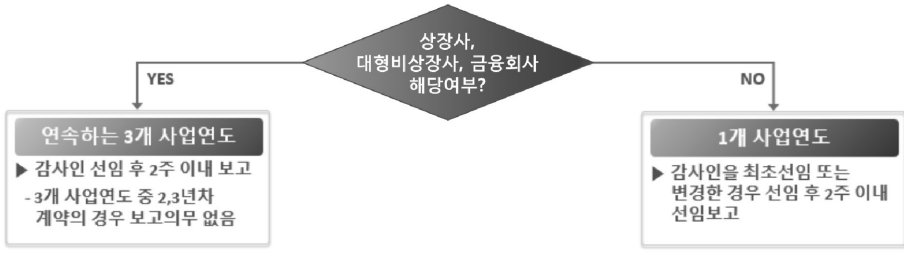 상장사,
대형비상장사, 금융회사
해당여부?
YES
NO
연속하는 3개 사업연도
▶ 감사인 선임 후 2주 이내 보고
- 3개 사업연도 중 2,3년차
계약의 경우 보고의무 없음
1개 사업연도
▶ 감사인을 최초선임 또는
변경한 경우 선임 후 2주 이내
선임보고